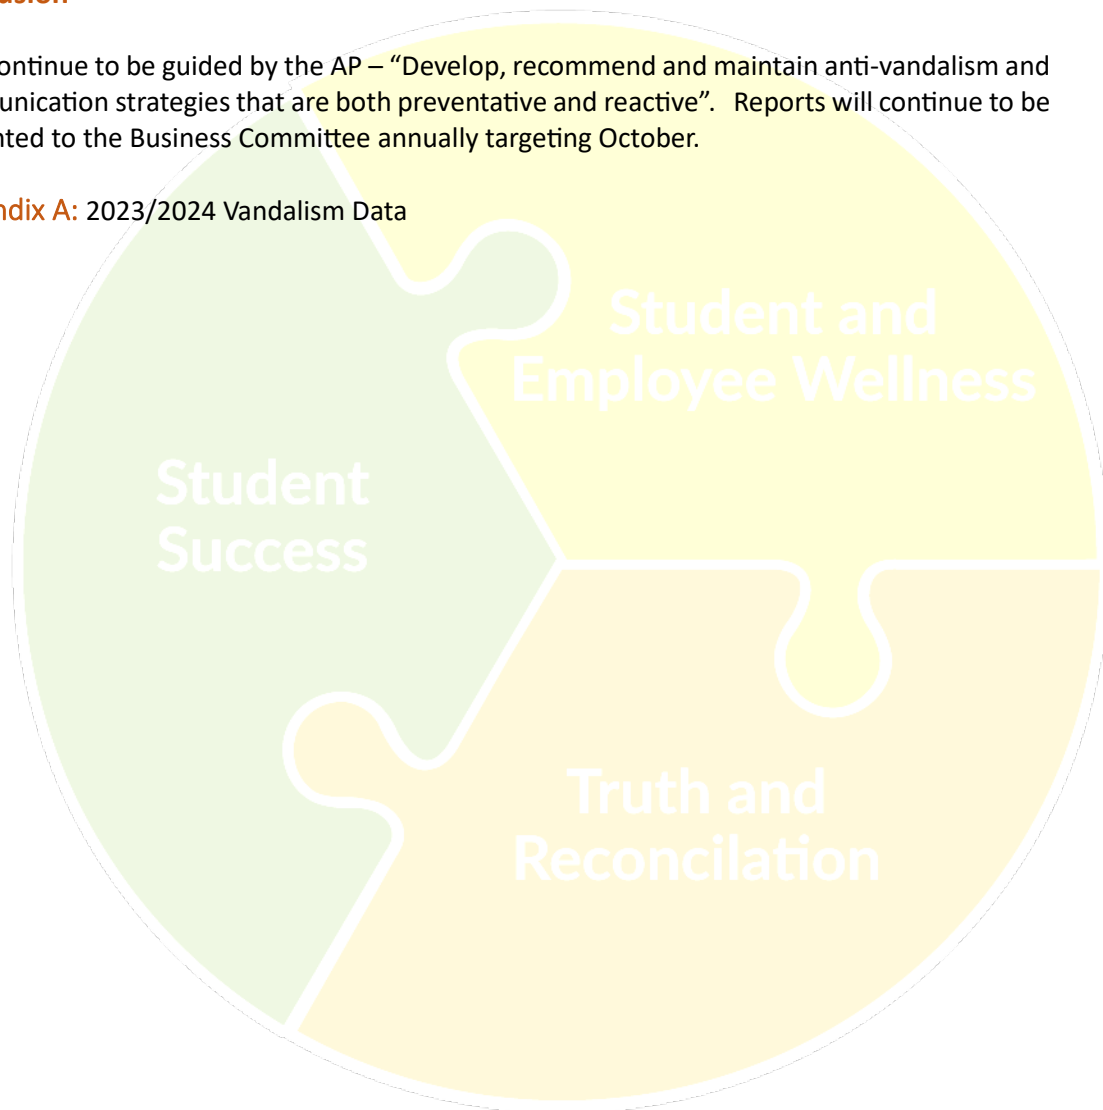 ontinue to be guided by the AP – “Develop, recommend and maintain anti-vandalism and
unication strategies that are both preventative and reactive”.  Reports will continue to be
nted to the Business Committee annually targeting October.
ndix A: 2023/2024 Vandalism Data
Student and
Employee Wellness
Student
Success
Truth and
Reconcilation